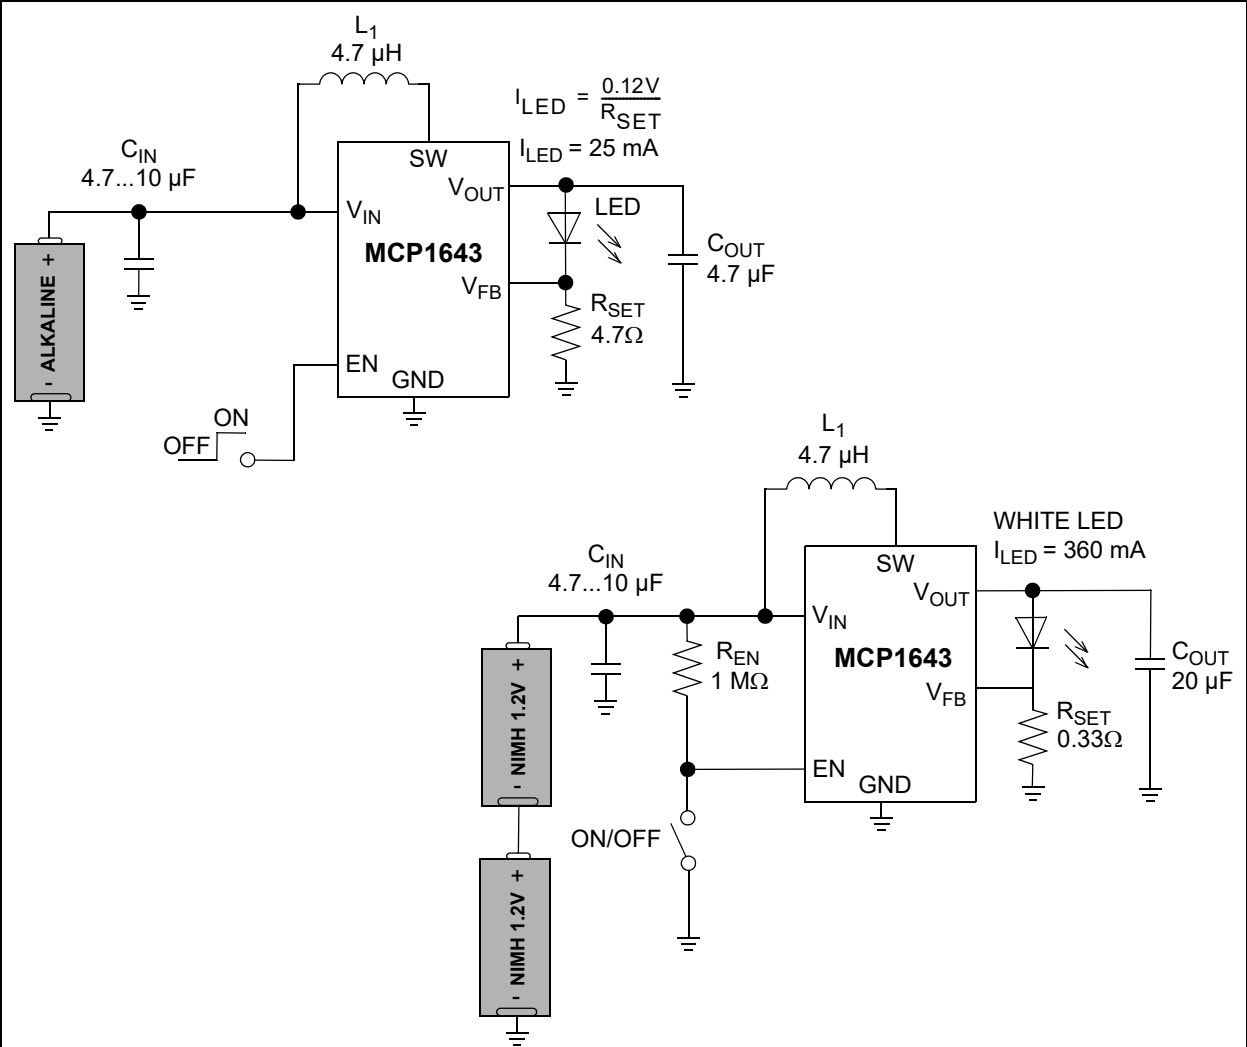 L1
4.7 µH
ILED = 0.12V
RSET
ILED = 25 mA
CIN
4.7...10 µF
SW
VOUT
VIN
MCP1643
LED
COUT
4.7 µF
VFB
RSET
4.7Ω
- ALKALINE +
EN
GND
ON
OFF
L1
4.7 µH
WHITE LED
ILED = 360 mA
CIN
4.7...10 µF
SW
VOUT
VIN
MCP1643
REN
1 MΩ
COUT
20 µF
VFB
RSET
0.33Ω
- NIMH 1.2V +
EN
GND
ON/OFF
- NIMH 1.2V +